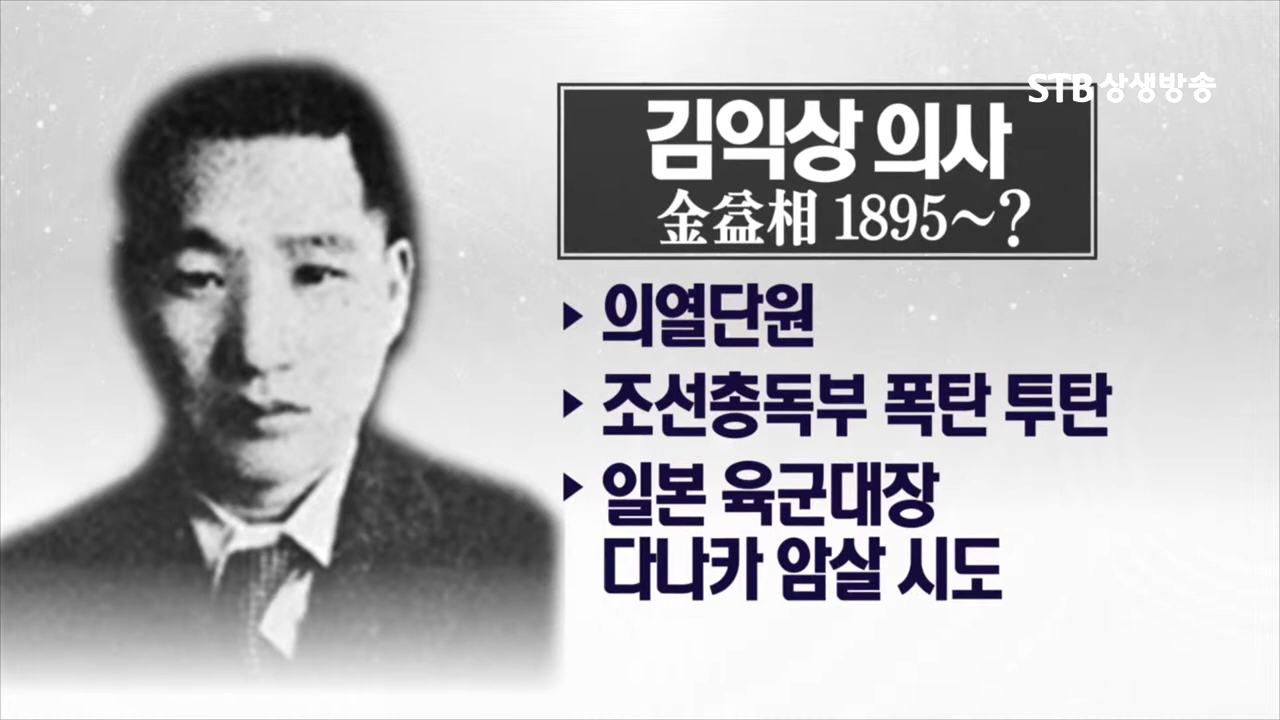 STB 상생방송
김익상 의사
金益相 1895~?
▶ 의열단원
▶ 조선총독부 폭탄 투탄
▶ 일본 육군대장
다나카 암살 시도